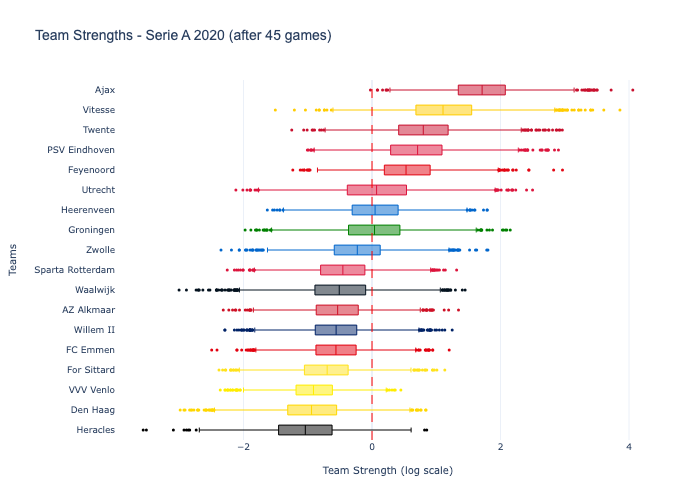 Team Strengths - Serie A 2020 (after 45 games)
Ajax
Vitesse
Twente
PSV Eindhoven
Feyenoord
Utrecht
Heerenveen
Groningen
Zwolle
Sparta Rotterdam
Waalwijk
AZ Alkmaar
Willem II
FC Emmen
For Sittard
VVV Venlo
Den Haag
Heracles
Teams
−2
0
2
4
Team Strength (log scale)